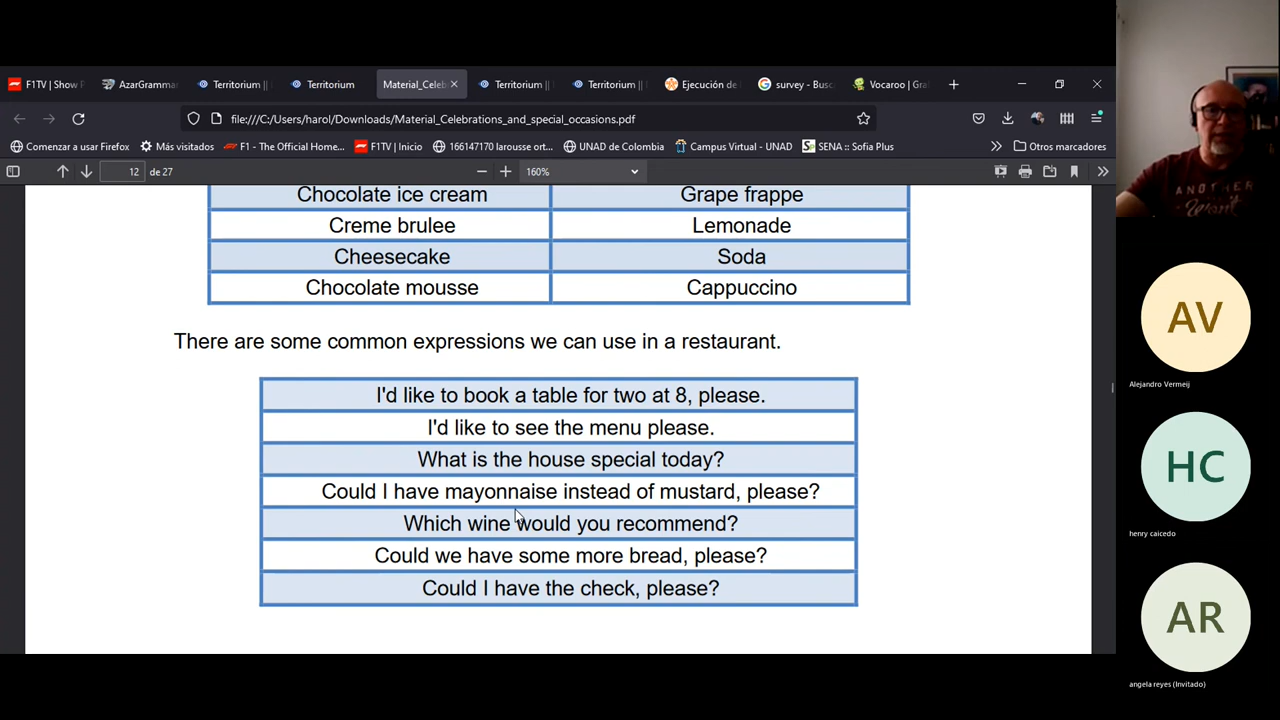 F1TV | Show P
AzarGramma
Territorium ||
Territorium
Material_Celeb
Territorium ||
Territorium ||
Ejecución de
survey - Bus
Vocaroo | Gra
file:///C:/Users/harol/Downloads/Material_Celebrations_and_special_occasions.pdf
Comenzar a usar Firefox
Más visitados
F1 - The Official Home...
F1TV | Inicio
166147170 larousse ort...
UNAD de Colombia
Campus Virtual - UNAD
SENA :: Sofia Plus
Otros marcadores
12 de 27
160%
Chocolate ice cream Grape frappe
Creme brulee Lemonade
Cheesecake Soda
Chocolate mousse Cappuccino
There are some common expressions we can use in a restaurant.
I'd like to book a table for two at 8, please.
I'd like to see the menu please.
What is the house special today?
Could I have mayonnaise instead of mustard, please?
Which wine would you recommend?
Could we have some more bread, please?
Could I have the check, please?
ANOTHER
AV
Alejandro Vermeij
HC
henry caicedo
AR
angela reyes (Invitado)